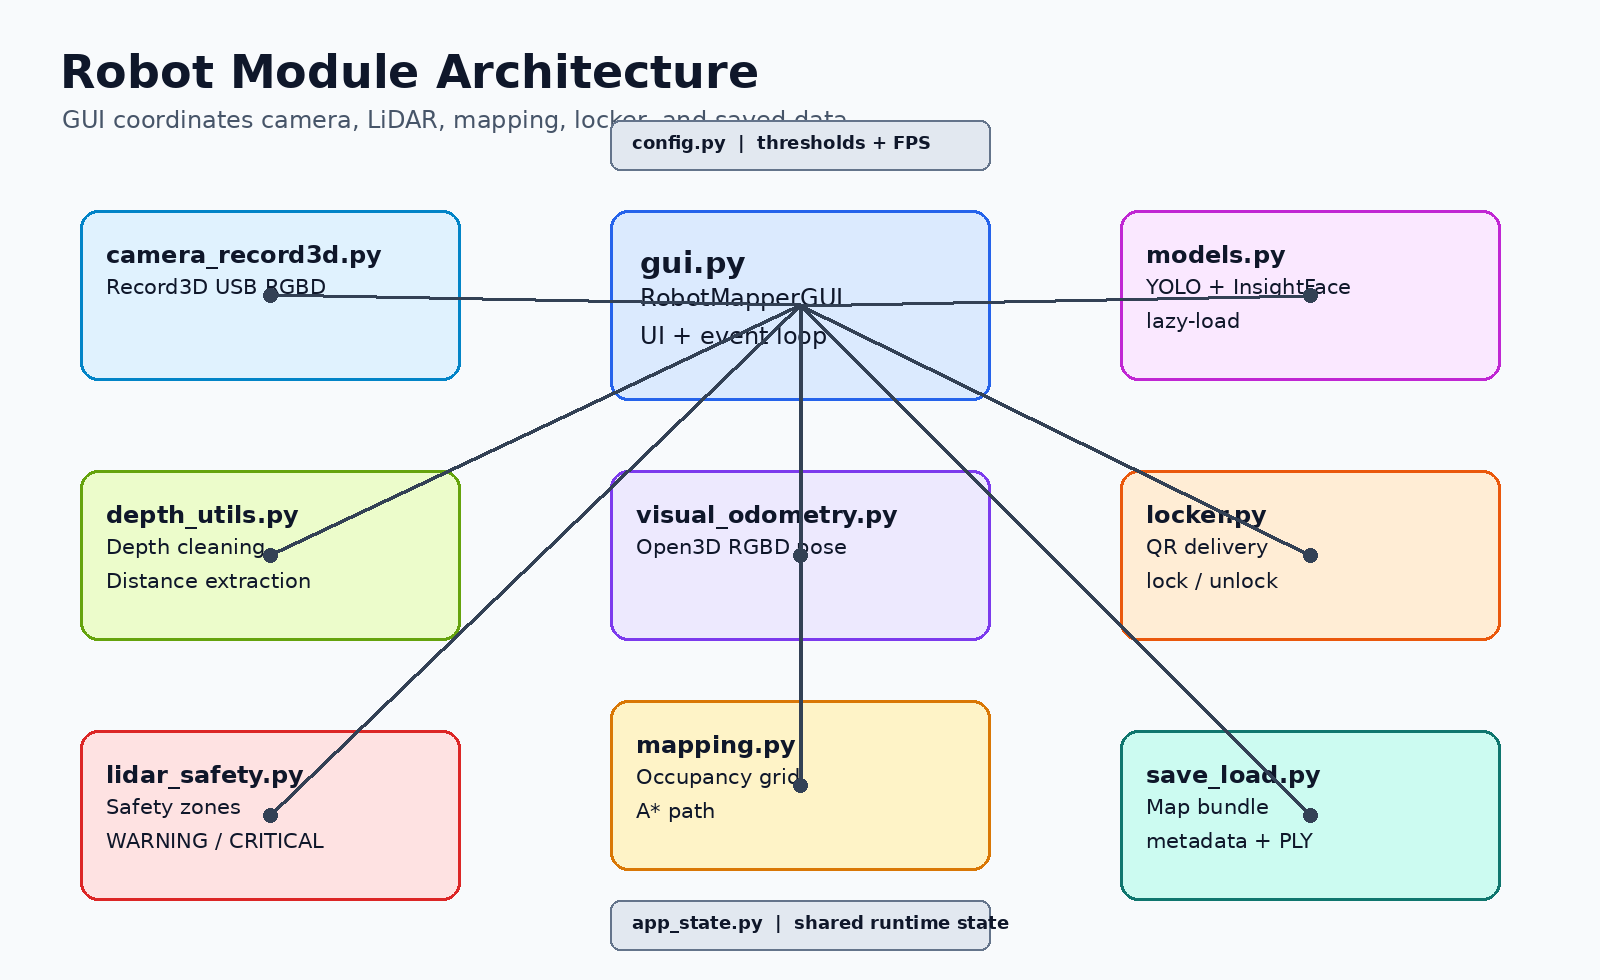 Robot Module Architecture
GUI coordinates camera, LiDAR, mapping, locker, and saved data
config.py | thresholds + FPS
camera_record3d.py
Record3D USB RGBD
gui.py
RobotMapperGUI
UI + event loop
models.py
YOLO + InsightFace
lazy-load
depth_utils.py
Depth cleaning
Distance extraction
visual_odometry.py
Open3D RGBD pose
locker.py
QR delivery
lock / unlock
lidar_safety.py
Safety zones
WARNING / CRITICAL
mapping.py
Occupancy grid
A* path
save_load.py
Map bundle
metadata + PLY
app_state.py | shared runtime state